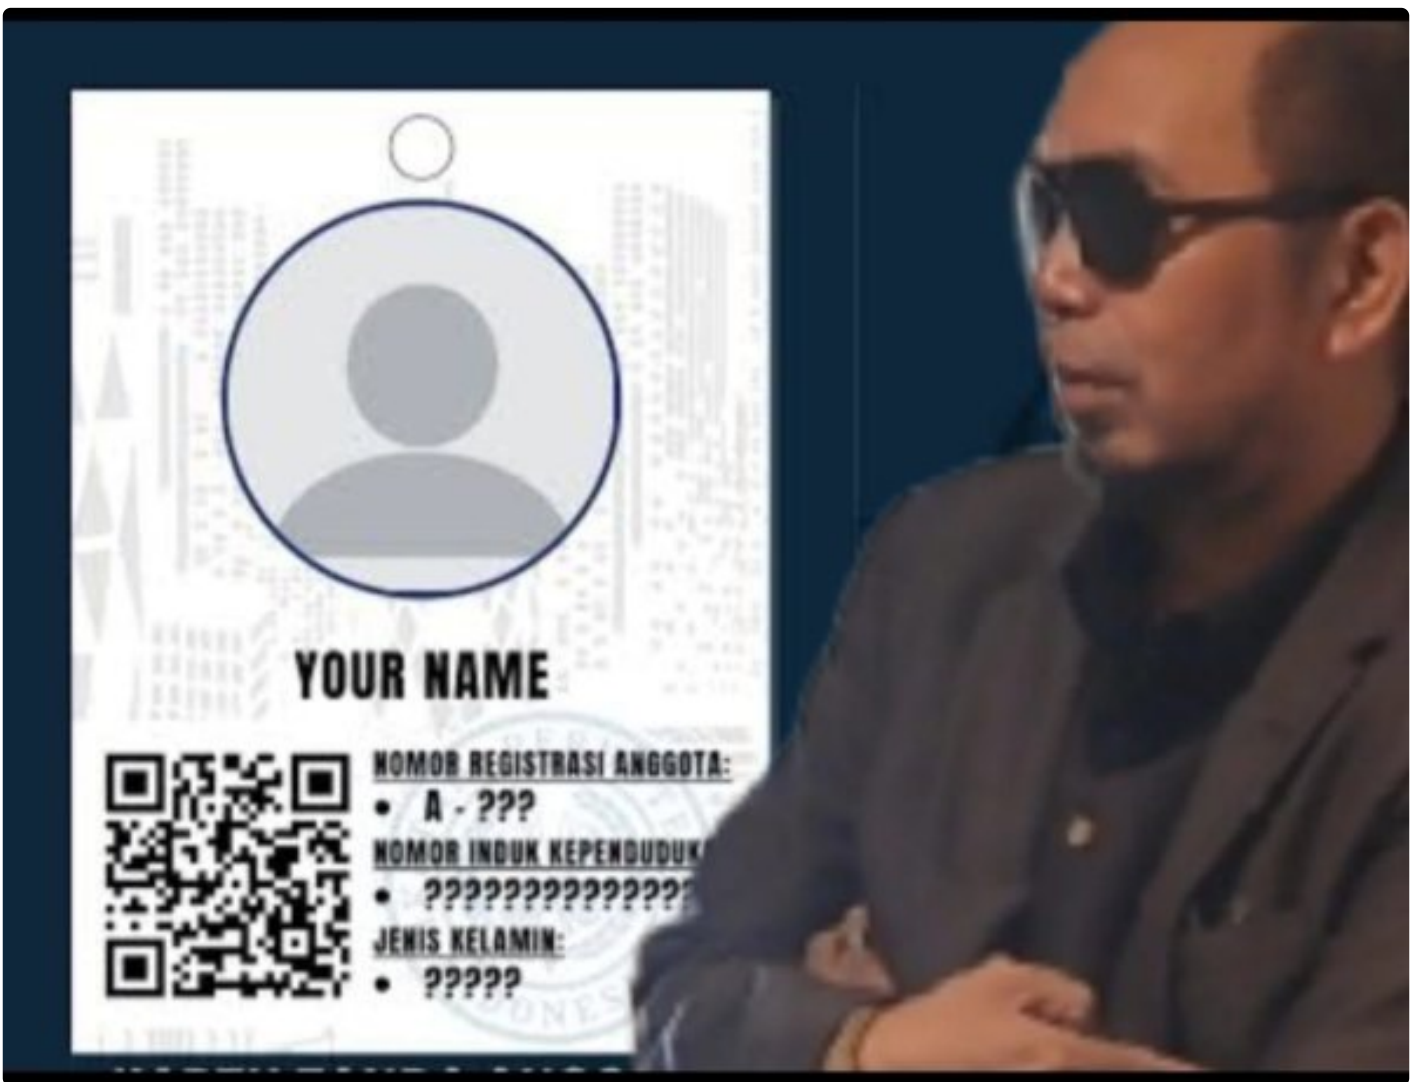 YOUR NAME
NOMOR REGISTRASI ANGGOTA:
• A - ???
NOMOR INDUK KEPENDUDUK
• ??????????????
JENIS KELAMIN:
• ?????